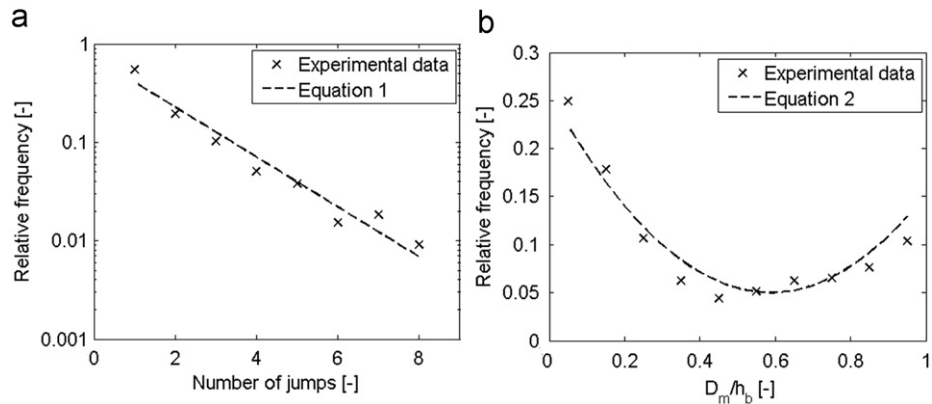 a
1
0.1
0.01
0.001
Relative frequency [-]
0
2
4
6
8
Number of jumps [-]
Experimental data
Equation 1
b
0.3
0.25
0.2
0.15
0.1
0.05
0
Relative frequency [-]
0
0.2
0.4
0.6
0.8
1
D_m/h_b [-]
Experimental data
Equation 2